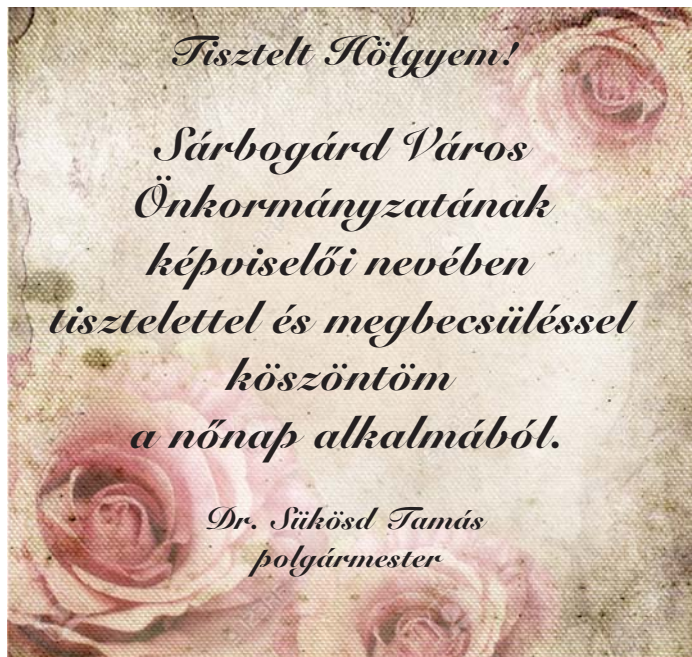 Tisztelt Hölgyem!
Sárbogárd Város
Önkormányzatának
képviselői nevében
tisztelettel és megbecsüléssel
köszöntöm
a nőnap alkalmából.
Dr. Sükösd Tamás
polgármester